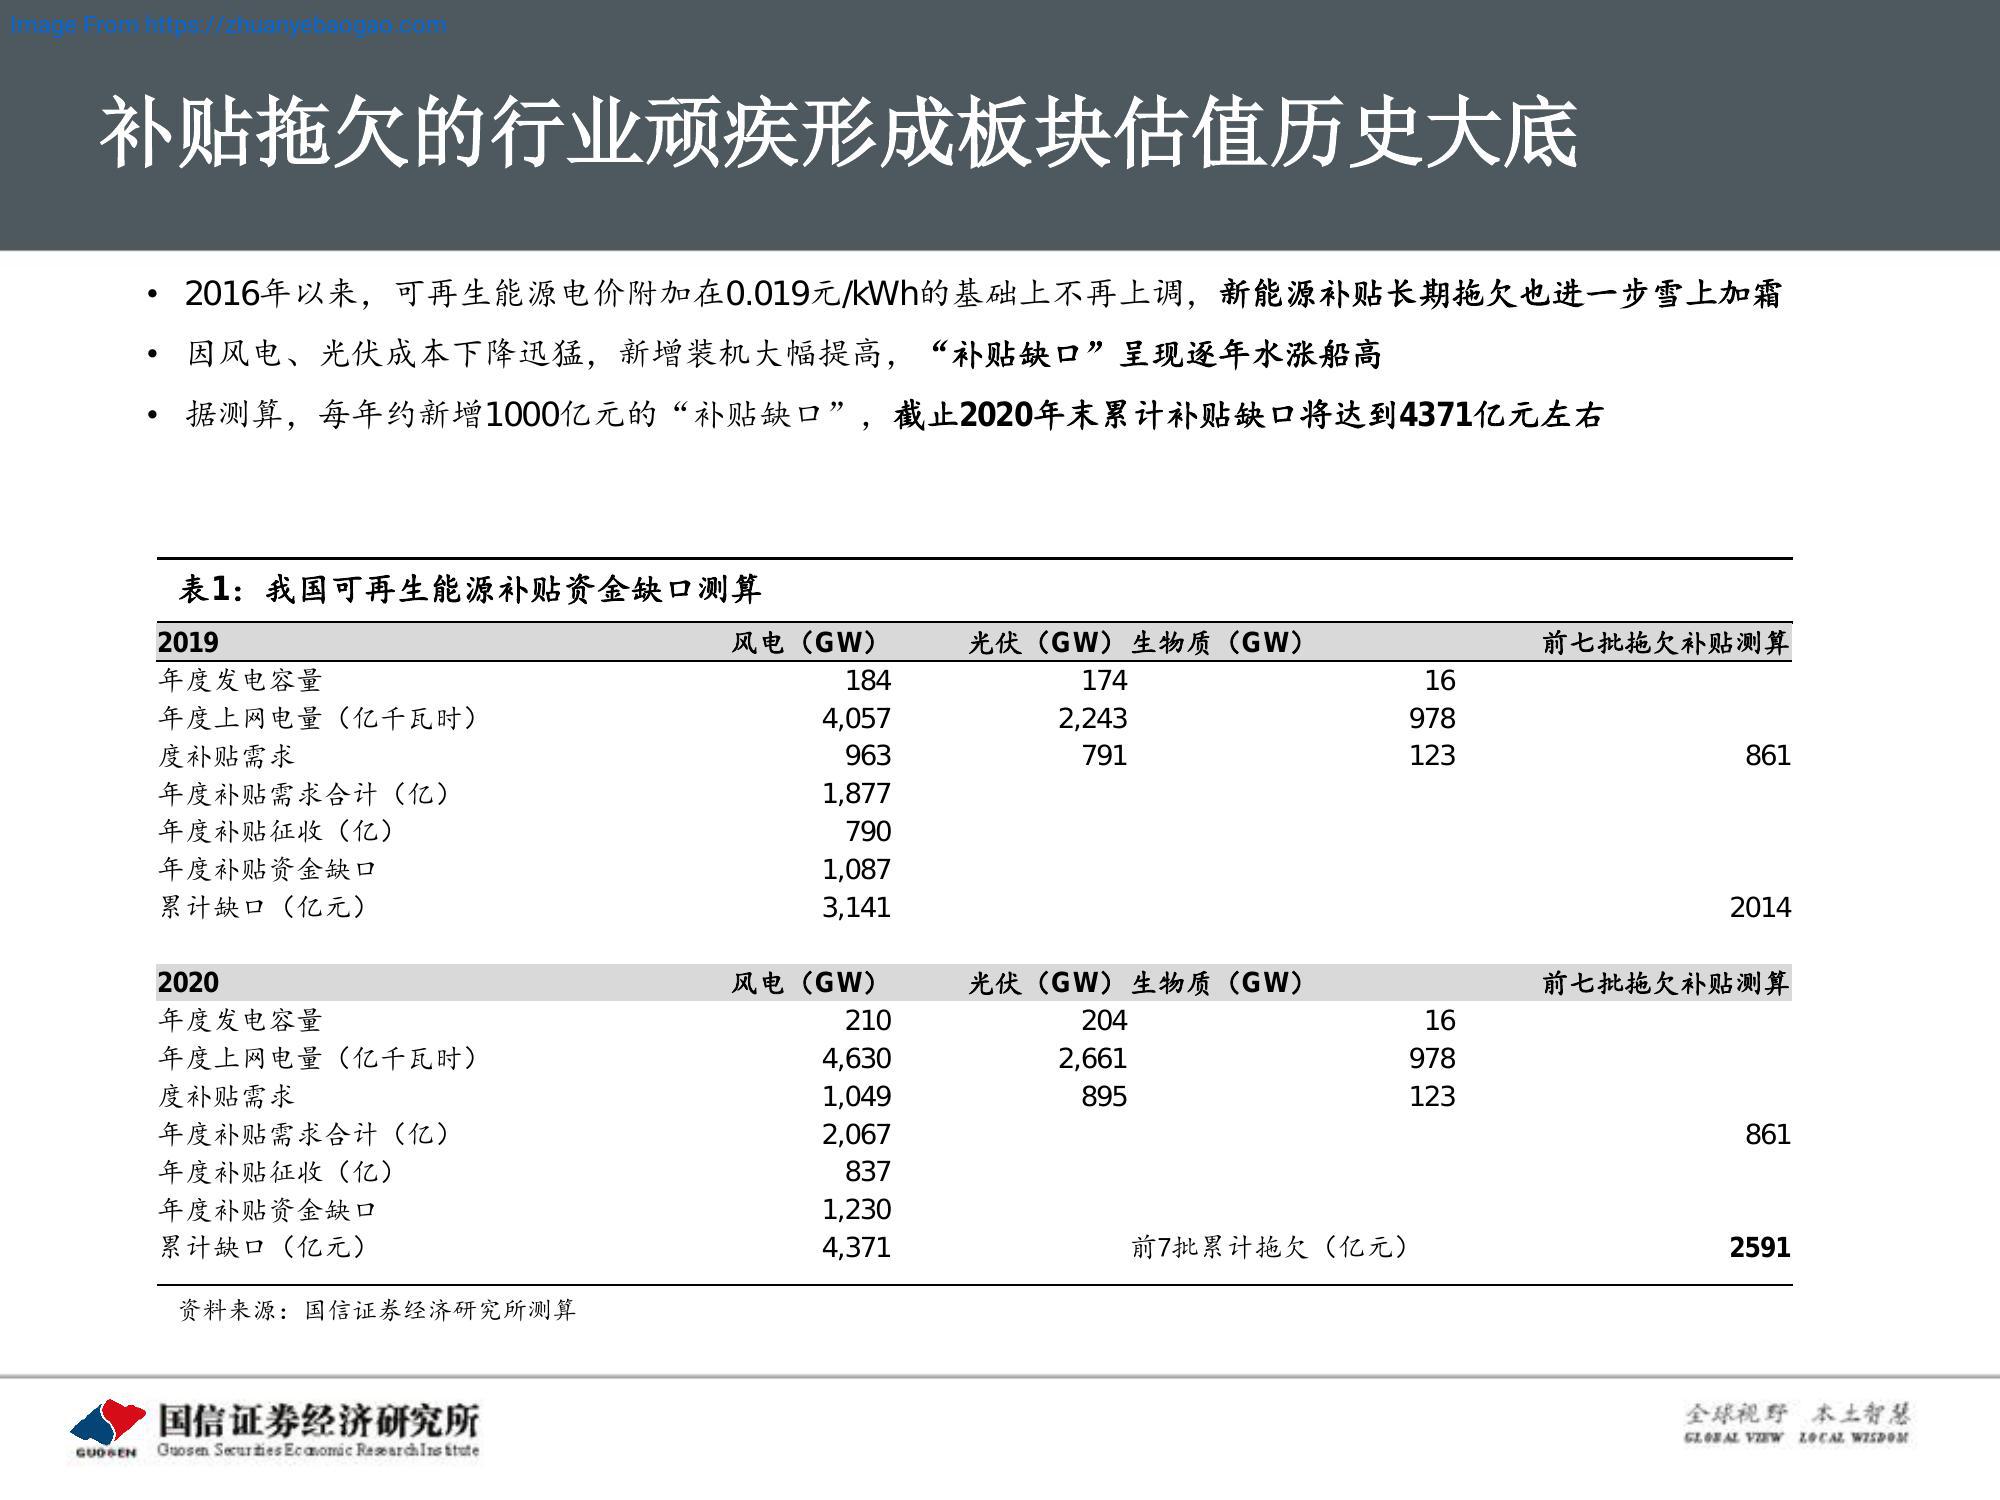 Image From https://zhuanyebaogao.com
补贴拖欠的行业顽疾形成板块估值历史大底
• 2016年以来，可再生能源电价附加在0.019元/kWh的基础上不再上调，新能源补贴长期拖欠也进一步雪上加霜
• 因风电、光伏成本下降迅猛，新增装机大幅提高，“补贴缺口”呈现逐年水涨船高
• 据测算，每年约新增1000亿元的“补贴缺口”，截止2020年末累计补贴缺口将达到4371亿元左右
表1：我国可再生能源补贴资金缺口测算
2019 风电（GW） 光伏（GW） 生物质（GW） 前七批拖欠补贴测算
年度发电容量 184 174 16
年度上网电量（亿千瓦时） 4,057 2,243 978
度补贴需求 963 791 123 861
年度补贴需求合计（亿） 1,877
年度补贴征收（亿） 790
年度补贴资金缺口 1,087
累计缺口（亿元） 3,141 2014
2020 风电（GW） 光伏（GW） 生物质（GW） 前七批拖欠补贴测算
年度发电容量 210 204 16
年度上网电量（亿千瓦时） 4,630 2,661 978
度补贴需求 1,049 895 123
年度补贴需求合计（亿） 2,067 861
年度补贴征收（亿） 837
年度补贴资金缺口 1,230
累计缺口（亿元） 4,371 前7批累计拖欠（亿元） 2591
资料来源：国信证券经济研究所测算
国信证券经济研究所
GUOSEN Guosen Securities Economic Research Institute
全球视野 本土智慧
GLOBAL VIEW LOCAL WISDOM